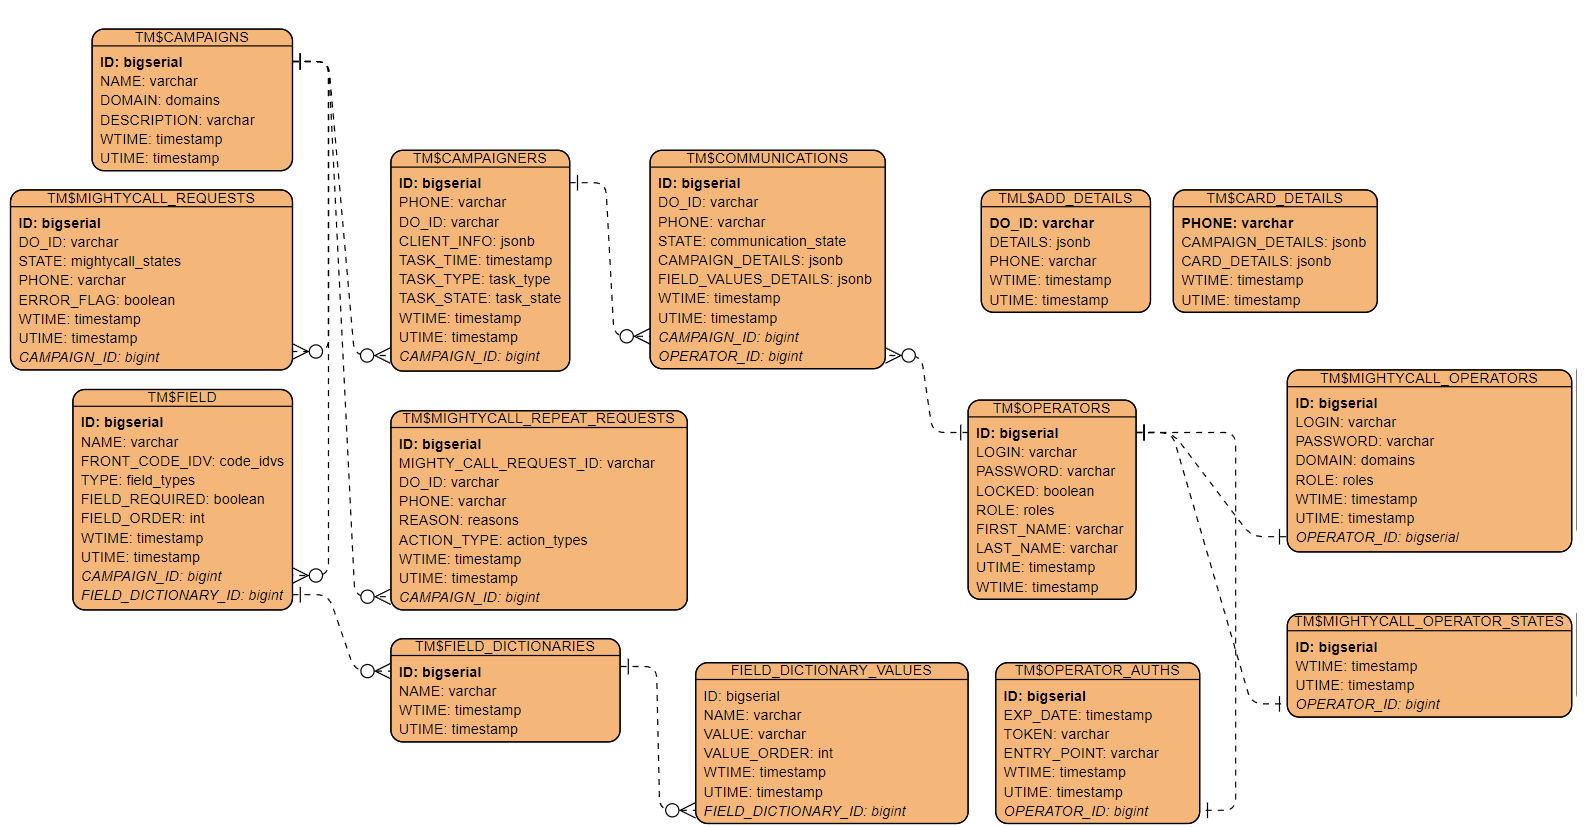 TM$CAMPAIGNS
ID: bigserial
NAME: varchar
DOMAIN: domains
DESCRIPTION: varchar
WTIME: timestamp
UTIME: timestamp
TM$MIGHTYCALL_REQUESTS
ID: bigserial
DO_ID: varchar
STATE: mightycall_states
PHONE: varchar
ERROR_FLAG: boolean
WTIME: timestamp
UTIME: timestamp
CAMPAIGN_ID: bigint
TM$FIELD
ID: bigserial
NAME: varchar
FRONT_CODE_IDV: code_idvs
TYPE: field_types
FIELD_REQUIRED: boolean
FIELD_ORDER: int
WTIME: timestamp
UTIME: timestamp
CAMPAIGN_ID: bigint
FIELD_DICTIONARY_ID: bigint
TM$CAMPAIGNERS
ID: bigserial
PHONE: varchar
DO_ID: varchar
CLIENT_INFO: jsonb
TASK_TIME: timestamp
TASK_TYPE: task_type
TASK_STATE: task_state
WTIME: timestamp
UTIME: timestamp
CAMPAIGN_ID: bigint
TM$MIGHTYCALL_REPEAT_REQUESTS
ID: bigserial
MIGHTY_CALL_REQUEST_ID: varchar
DO_ID: varchar
PHONE: varchar
REASON: reasons
ACTION_TYPE: action_types
WTIME: timestamp
UTIME: timestamp
CAMPAIGN_ID: bigint
TM$FIELD_DICTIONARIES
ID: bigserial
NAME: varchar
WTIME: timestamp
UTIME: timestamp
TM$COMMUNICATIONS
ID: bigserial
DO_ID: varchar
PHONE: varchar
STATE: communication_state
CAMPAIGN_DETAILS: jsonb
FIELD_VALUES_DETAILS: jsonb
WTIME: timestamp
UTIME: timestamp
CAMPAIGN_ID: bigint
OPERATOR_ID: bigint
FIELD_DICTIONARY_VALUES
ID: bigserial
NAME: varchar
VALUE: varchar
VALUE_ORDER: int
WTIME: timestamp
UTIME: timestamp
FIELD_DICTIONARY_ID: bigint
TML$ADD_DETAILS
DO_ID: varchar
DETAILS: jsonb
PHONE: varchar
WTIME: timestamp
UTIME: timestamp
TM$CARD_DETAILS
PHONE: varchar
CAMPAIGN_DETAILS: jsonb
CARD_DETAILS: jsonb
WTIME: timestamp
UTIME: timestamp
TM$OPERATORS
ID: bigserial
LOGIN: varchar
PASSWORD: varchar
LOCKED: boolean
ROLE: roles
FIRST_NAME: varchar
LAST_NAME: varchar
UTIME: timestamp
WTIME: timestamp
TM$OPERATOR_AUTHS
ID: bigserial
EXP_DATE: timestamp
TOKEN: varchar
ENTRY_POINT: varchar
WTIME: timestamp
UTIME: timestamp
OPERATOR_ID: bigint
TM$MIGHTYCALL_OPERATORS
ID: bigserial
LOGIN: varchar
PASSWORD: varchar
DOMAIN: domains
ROLE: roles
WTIME: timestamp
UTIME: timestamp
OPERATOR_ID: bigserial
TM$MIGHTYCALL_OPERATOR_STATES
ID: bigserial
WTIME: timestamp
UTIME: timestamp
OPERATOR_ID: bigint